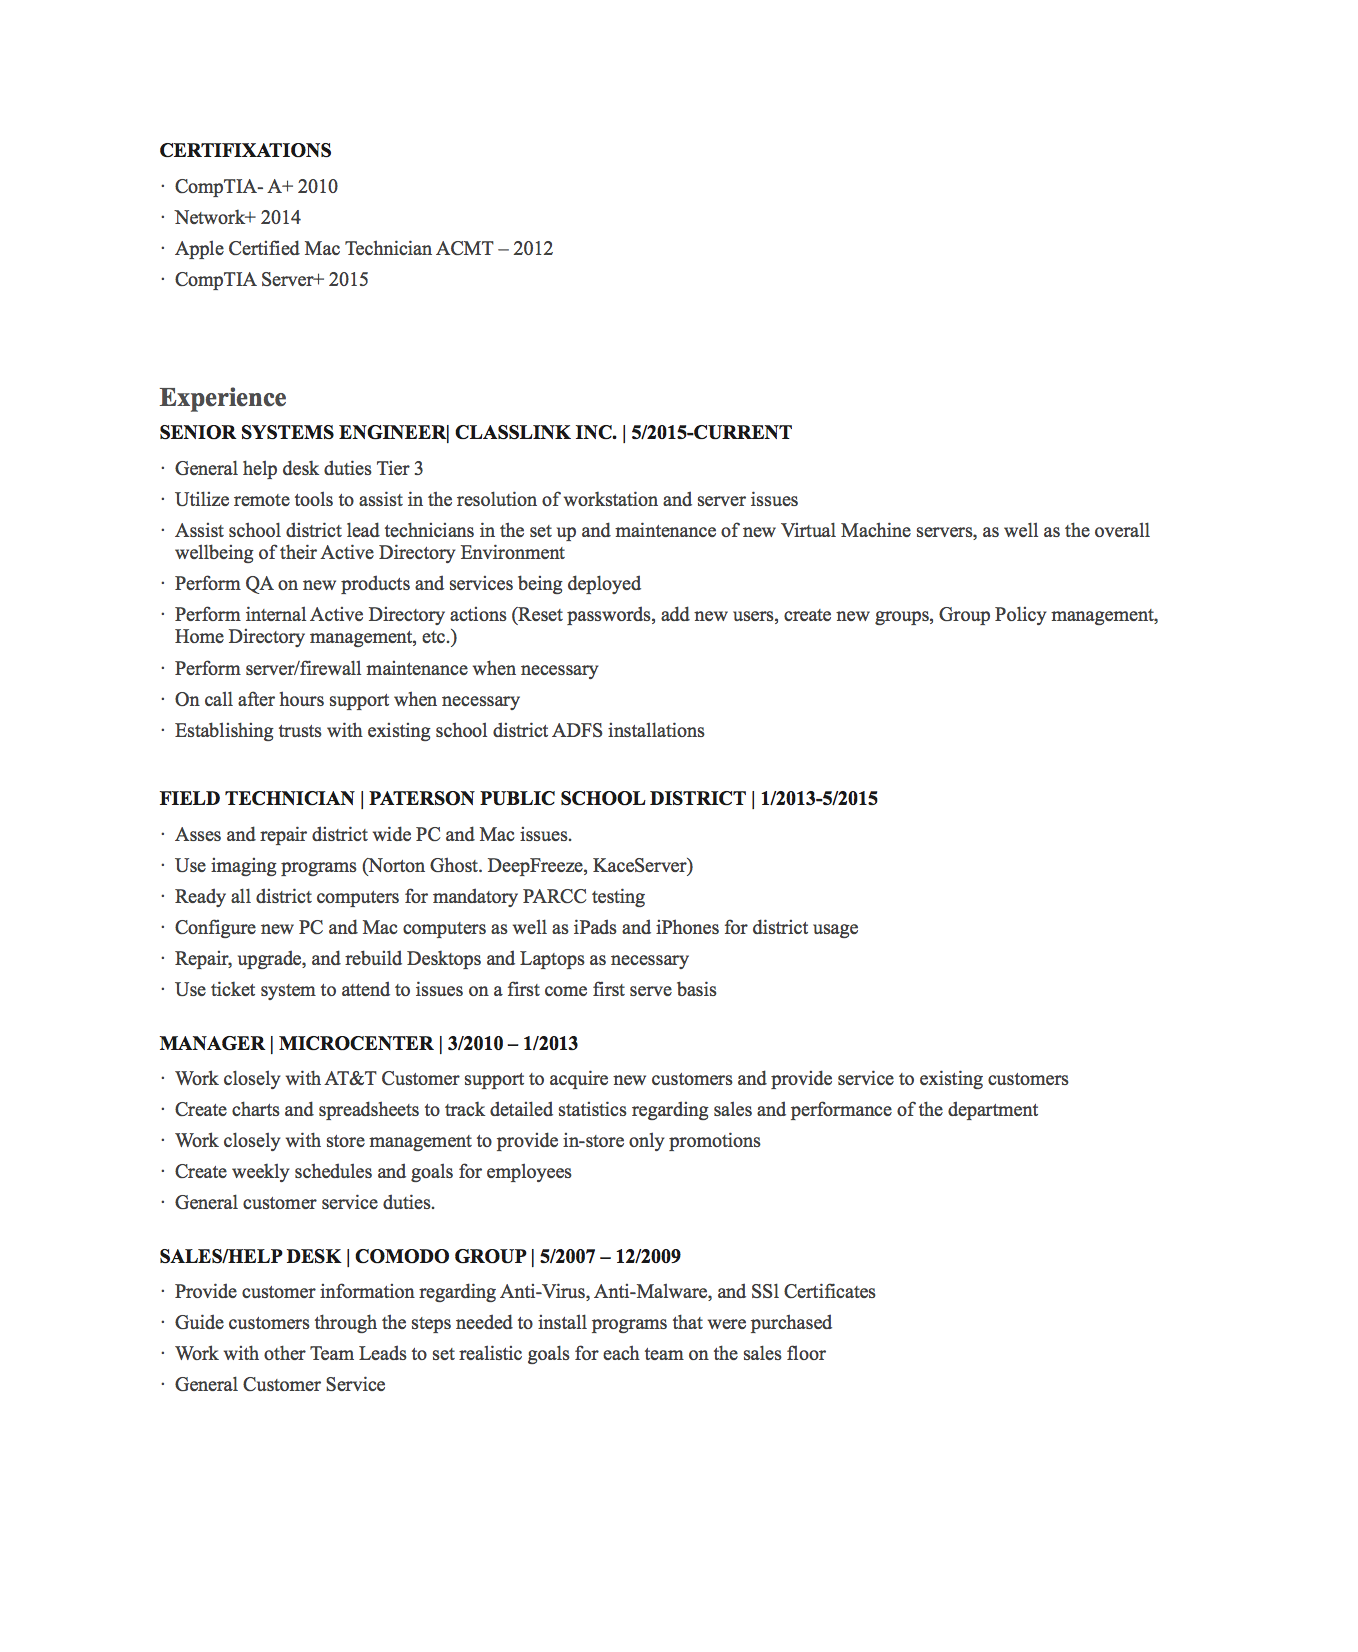 CERTIFIXATIONS
· CompTIA- A+ 2010
· Network+ 2014
· Apple Certified Mac Technician ACMT – 2012
· CompTIA Server+ 2015
Experience
SENIOR SYSTEMS ENGINEER| CLASSLINK INC. | 5/2015-CURRENT
· General help desk duties Tier 3
· Utilize remote tools to assist in the resolution of workstation and server issues
· Assist school district lead technicians in the set up and maintenance of new Virtual Machine servers, as well as the overall
wellbeing of their Active Directory Environment
· Perform QA on new products and services being deployed
· Perform internal Active Directory actions (Reset passwords, add new users, create new groups, Group Policy management,
Home Directory management, etc.)
· Perform server/firewall maintenance when necessary
· On call after hours support when necessary
· Establishing trusts with existing school district ADFS installations
FIELD TECHNICIAN | PATERSON PUBLIC SCHOOL DISTRICT | 1/2013-5/2015
· Asses and repair district wide PC and Mac issues.
· Use imaging programs (Norton Ghost. DeepFreeze, KaceServer)
· Ready all district computers for mandatory PARCC testing
· Configure new PC and Mac computers as well as iPads and iPhones for district usage
· Repair, upgrade, and rebuild Desktops and Laptops as necessary
· Use ticket system to attend to issues on a first come first serve basis
MANAGER | MICROCENTER | 3/2010 – 1/2013
· Work closely with AT&T Customer support to acquire new customers and provide service to existing customers
· Create charts and spreadsheets to track detailed statistics regarding sales and performance of the department
· Work closely with store management to provide in-store only promotions
· Create weekly schedules and goals for employees
· General customer service duties.
SALES/HELP DESK | COMODO GROUP | 5/2007 – 12/2009
· Provide customer information regarding Anti-Virus, Anti-Malware, and SSl Certificates
· Guide customers through the steps needed to install programs that were purchased
· Work with other Team Leads to set realistic goals for each team on the sales floor
· General Customer Service